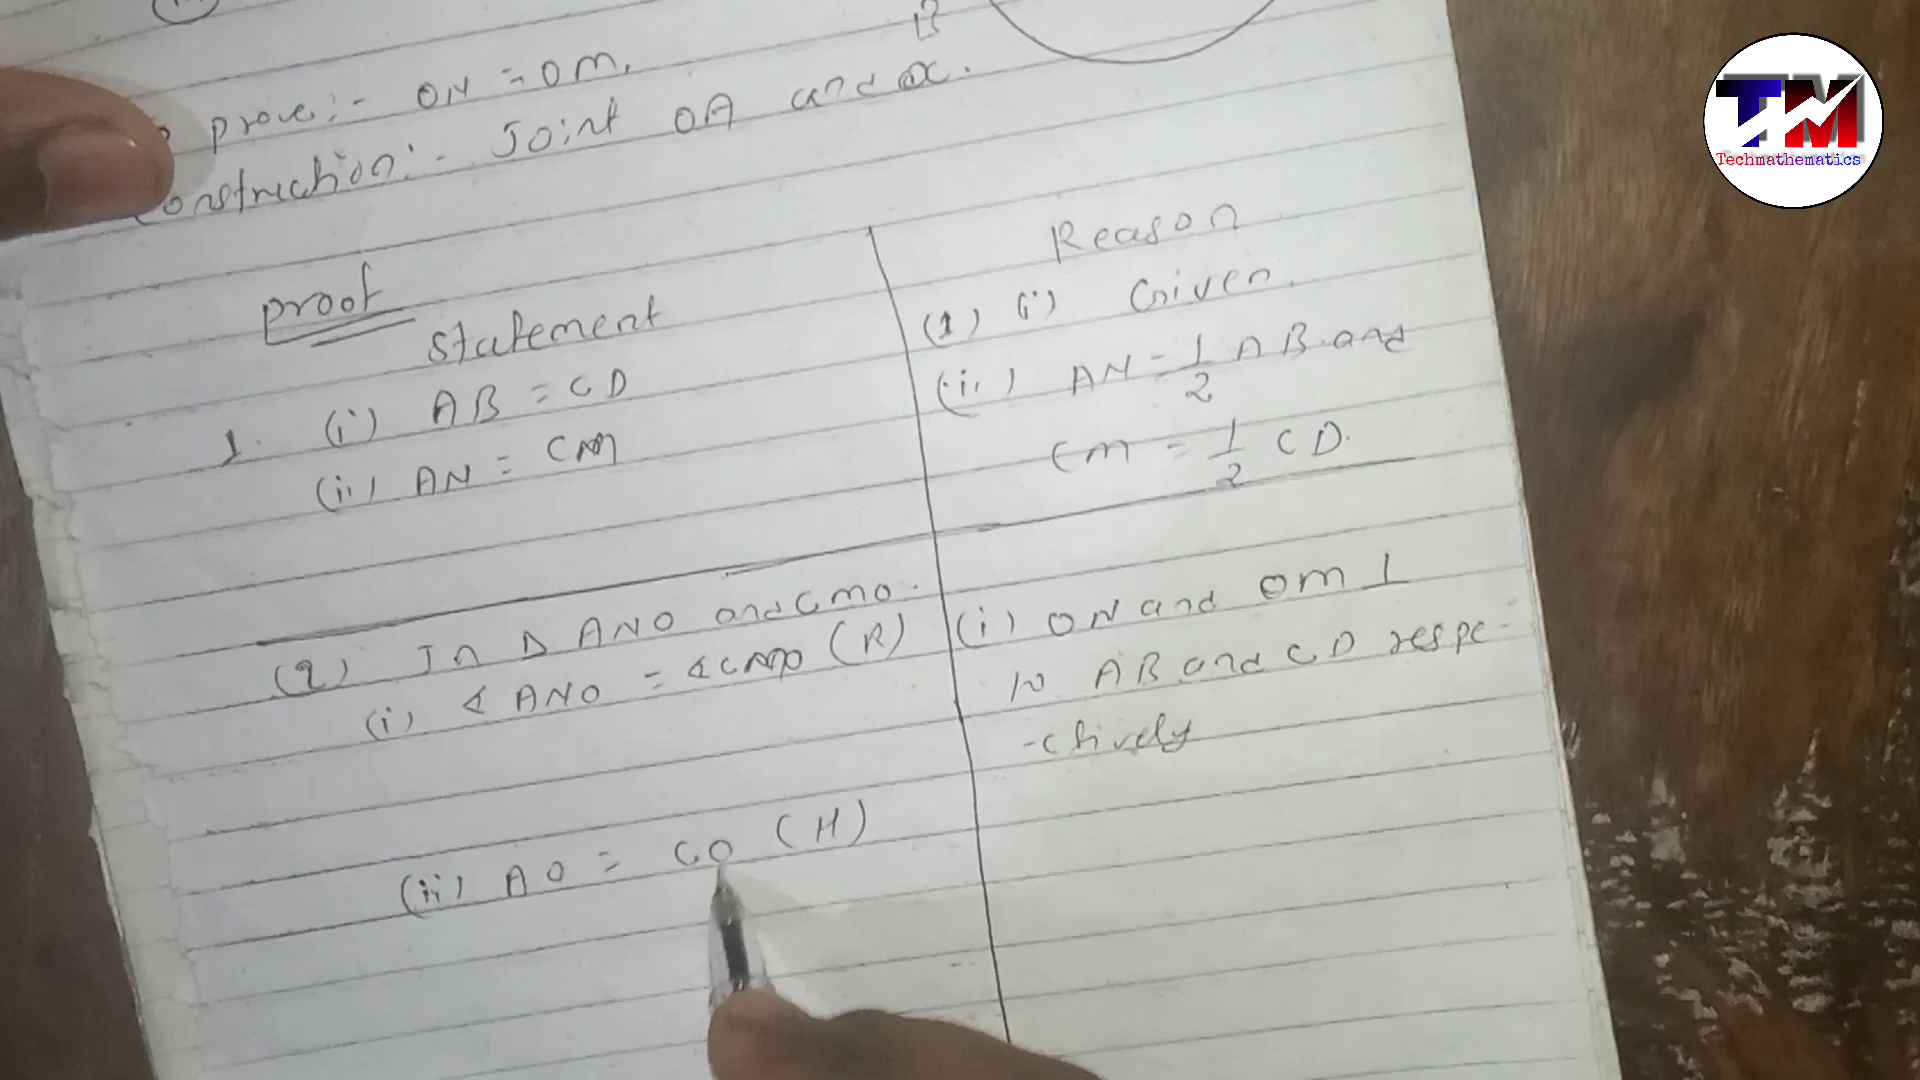 B
prove:- ON = OM.
Construction:- Joint OA and OC.
Proof
Statement
Reason
1. (i) AB = CD
(1) (i) Given.
(ii) AN = CM
(ii) AN = 1/2 AB and
CM = 1/2 CD.
(2) In Δ ANO and CMO.
(i) ∢ ANO = ∢CMO (R)
(i) ON and OM ⊥
to AB and CD respe-
-ctively
(ii) AO = CO (H)
TM
Techmathematics